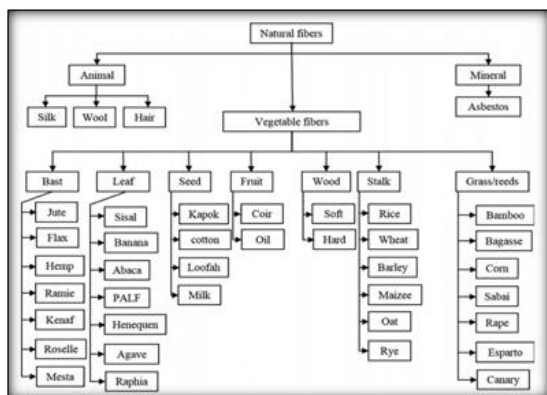 Natural fibers
Animal
Mineral
Silk
Wool
Hair
Asbestos
Vegetable fibers
Bast
Leaf
Seed
Fruit
Wood
Stalk
Grass/reeds
Jute
Flax
Hemp
Ramie
Kenaf
Roselle
Mesta
Sisal
Banana
Abaca
PALF
Henequen
Agave
Raphia
Kapok
cotton
Loofah
Milk
Coir
Oil
Soft
Hard
Rice
Wheat
Barley
Maizee
Oat
Rye
Bamboo
Bagasse
Corn
Sabai
Rape
Esparto
Canary